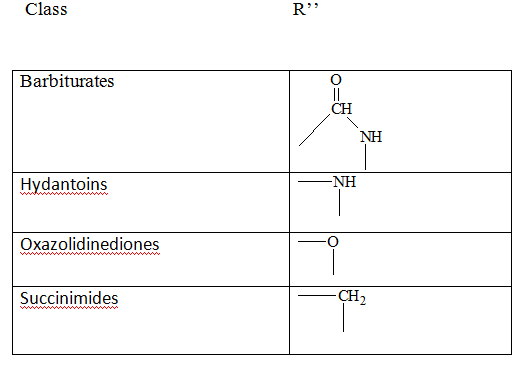 Class R’’
Barbiturates
O
CH
NH
Hydantoins
NH
Oxazolidinediones
O
Succinimides
CH₂